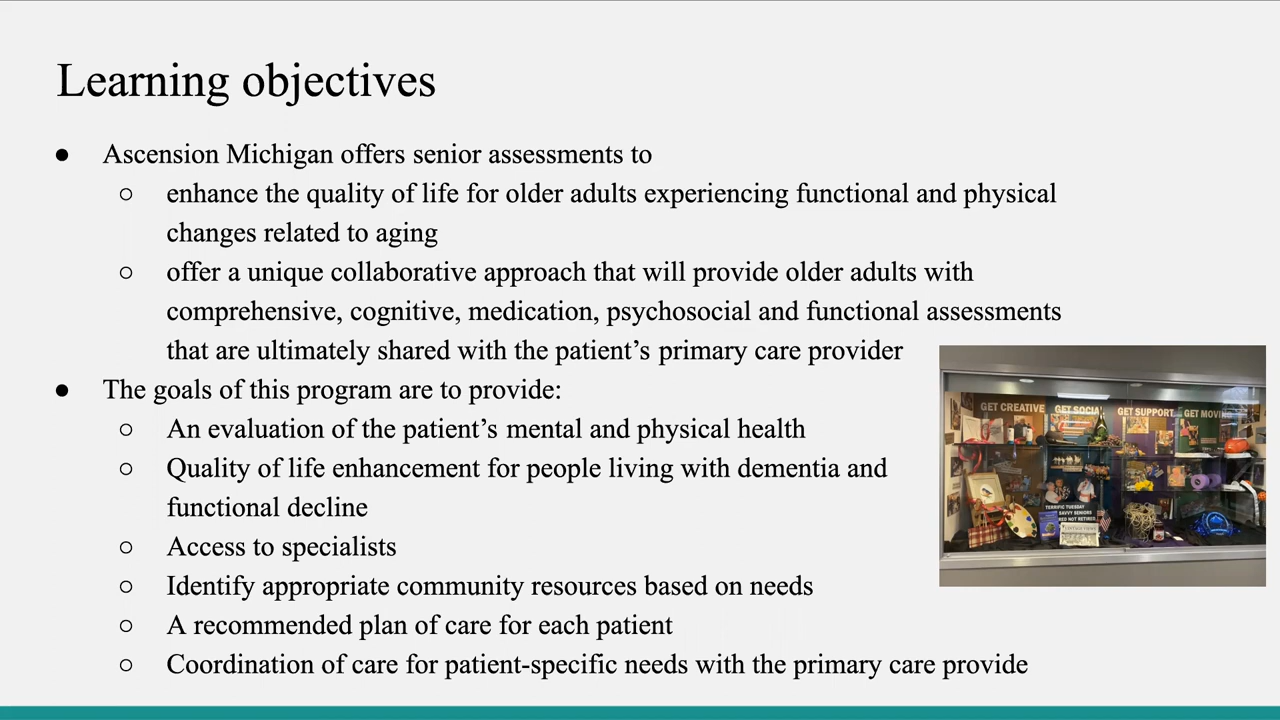 Learning objectives
● Ascension Michigan offers senior assessments to
○ enhance the quality of life for older adults experiencing functional and physical
changes related to aging
○ offer a unique collaborative approach that will provide older adults with
comprehensive, cognitive, medication, psychosocial and functional assessments
that are ultimately shared with the patient’s primary care provider
● The goals of this program are to provide:
○ An evaluation of the patient’s mental and physical health
○ Quality of life enhancement for people living with dementia and
functional decline
○ Access to specialists
○ Identify appropriate community resources based on needs
○ A recommended plan of care for each patient
○ Coordination of care for patient-specific needs with the primary care provide
GET CREATIVE GET SOCIAL GET SUPPORT GET MOVING
TERRIFIC TUESDAY
SAVVY SENIORS
RED NOT RETIRED